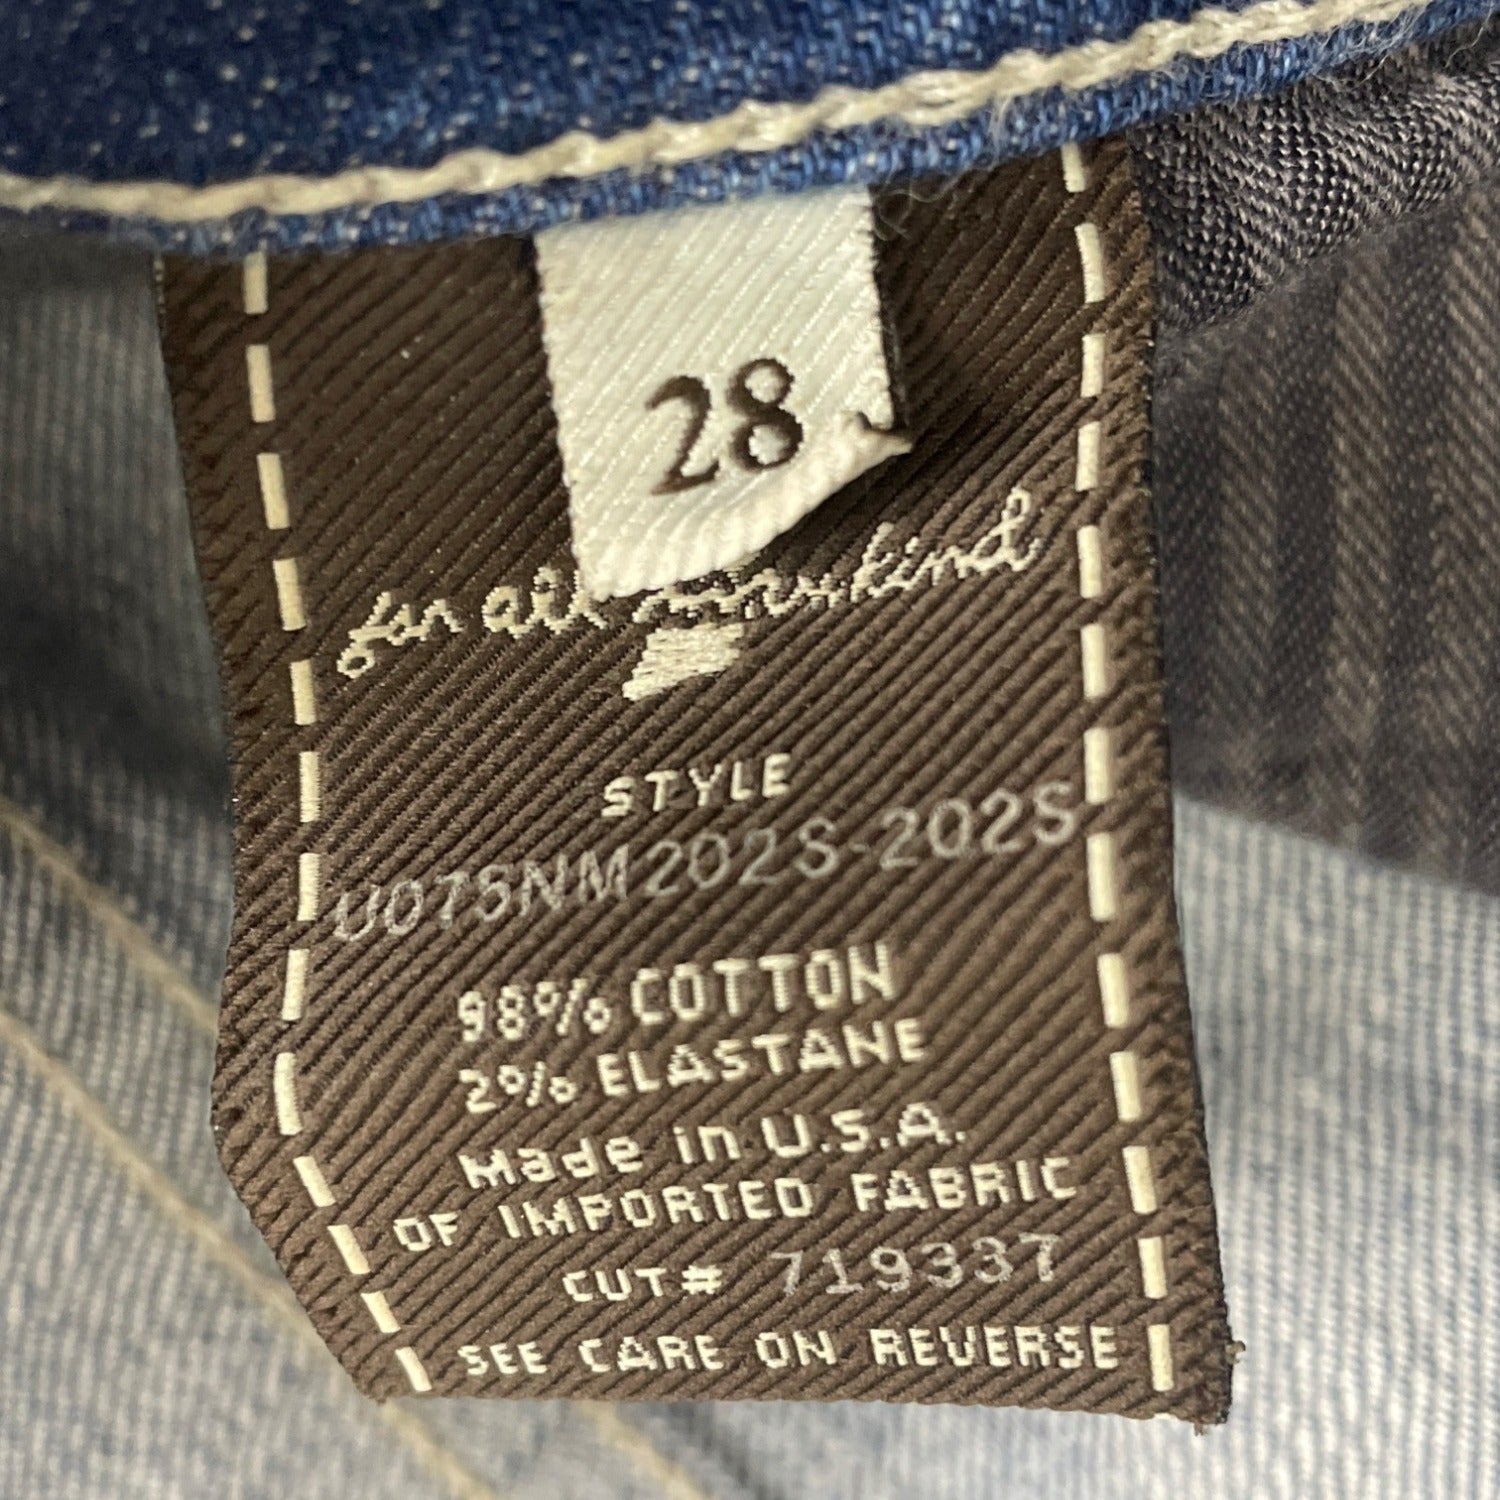 28
for all mankind
STYLE
U075NM202S-202S
98% COTTON
2% ELASTANE
Made in U.S.A.
OF IMPORTED FABRIC
CUT# 719337
SEE CARE ON REVERSE